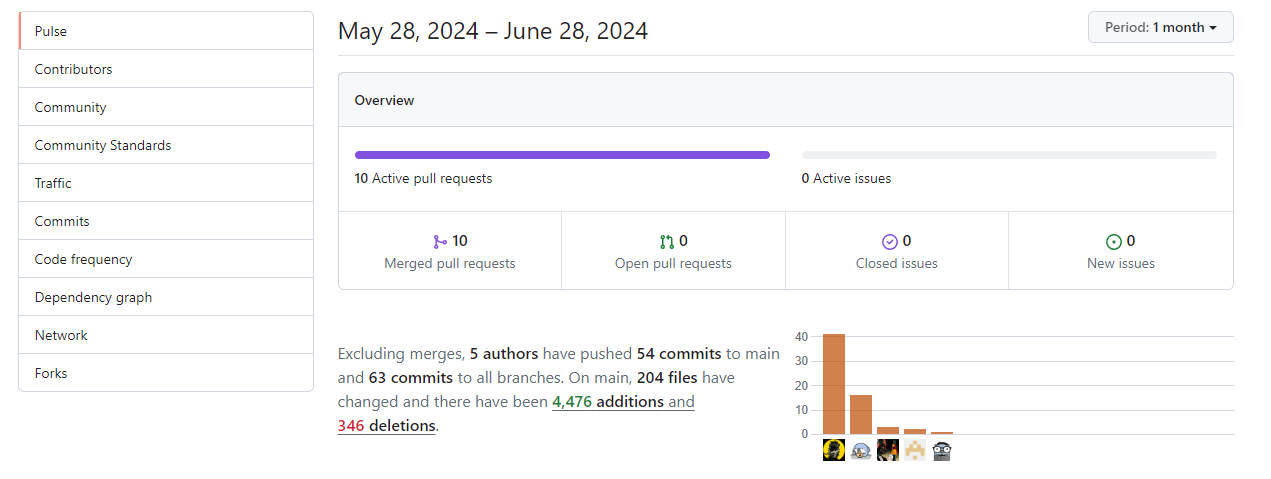 Pulse
Contributors
Community
Community Standards
Traffic
Commits
Code frequency
Dependency graph
Network
Forks
May 28, 2024 – June 28, 2024
Period: 1 month
Overview
10 Active pull requests
0 Active issues
10
Merged pull requests
0
Open pull requests
0
Closed issues
0
New issues
Excluding merges, 5 authors have pushed 54 commits to main
and 63 commits to all branches. On main, 204 files have
changed and there have been 4,476 additions and
346 deletions.
40
30
20
10
0